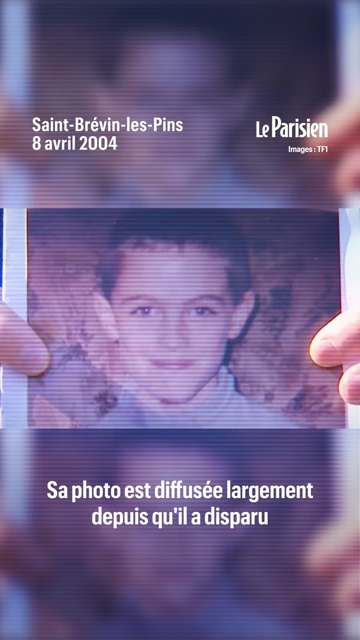 Saint-Brévin-les-Pins
8 avril 2004
Le Parisien
Images : TF1
Sa photo est diffusée largement
depuis qu'il a disparu